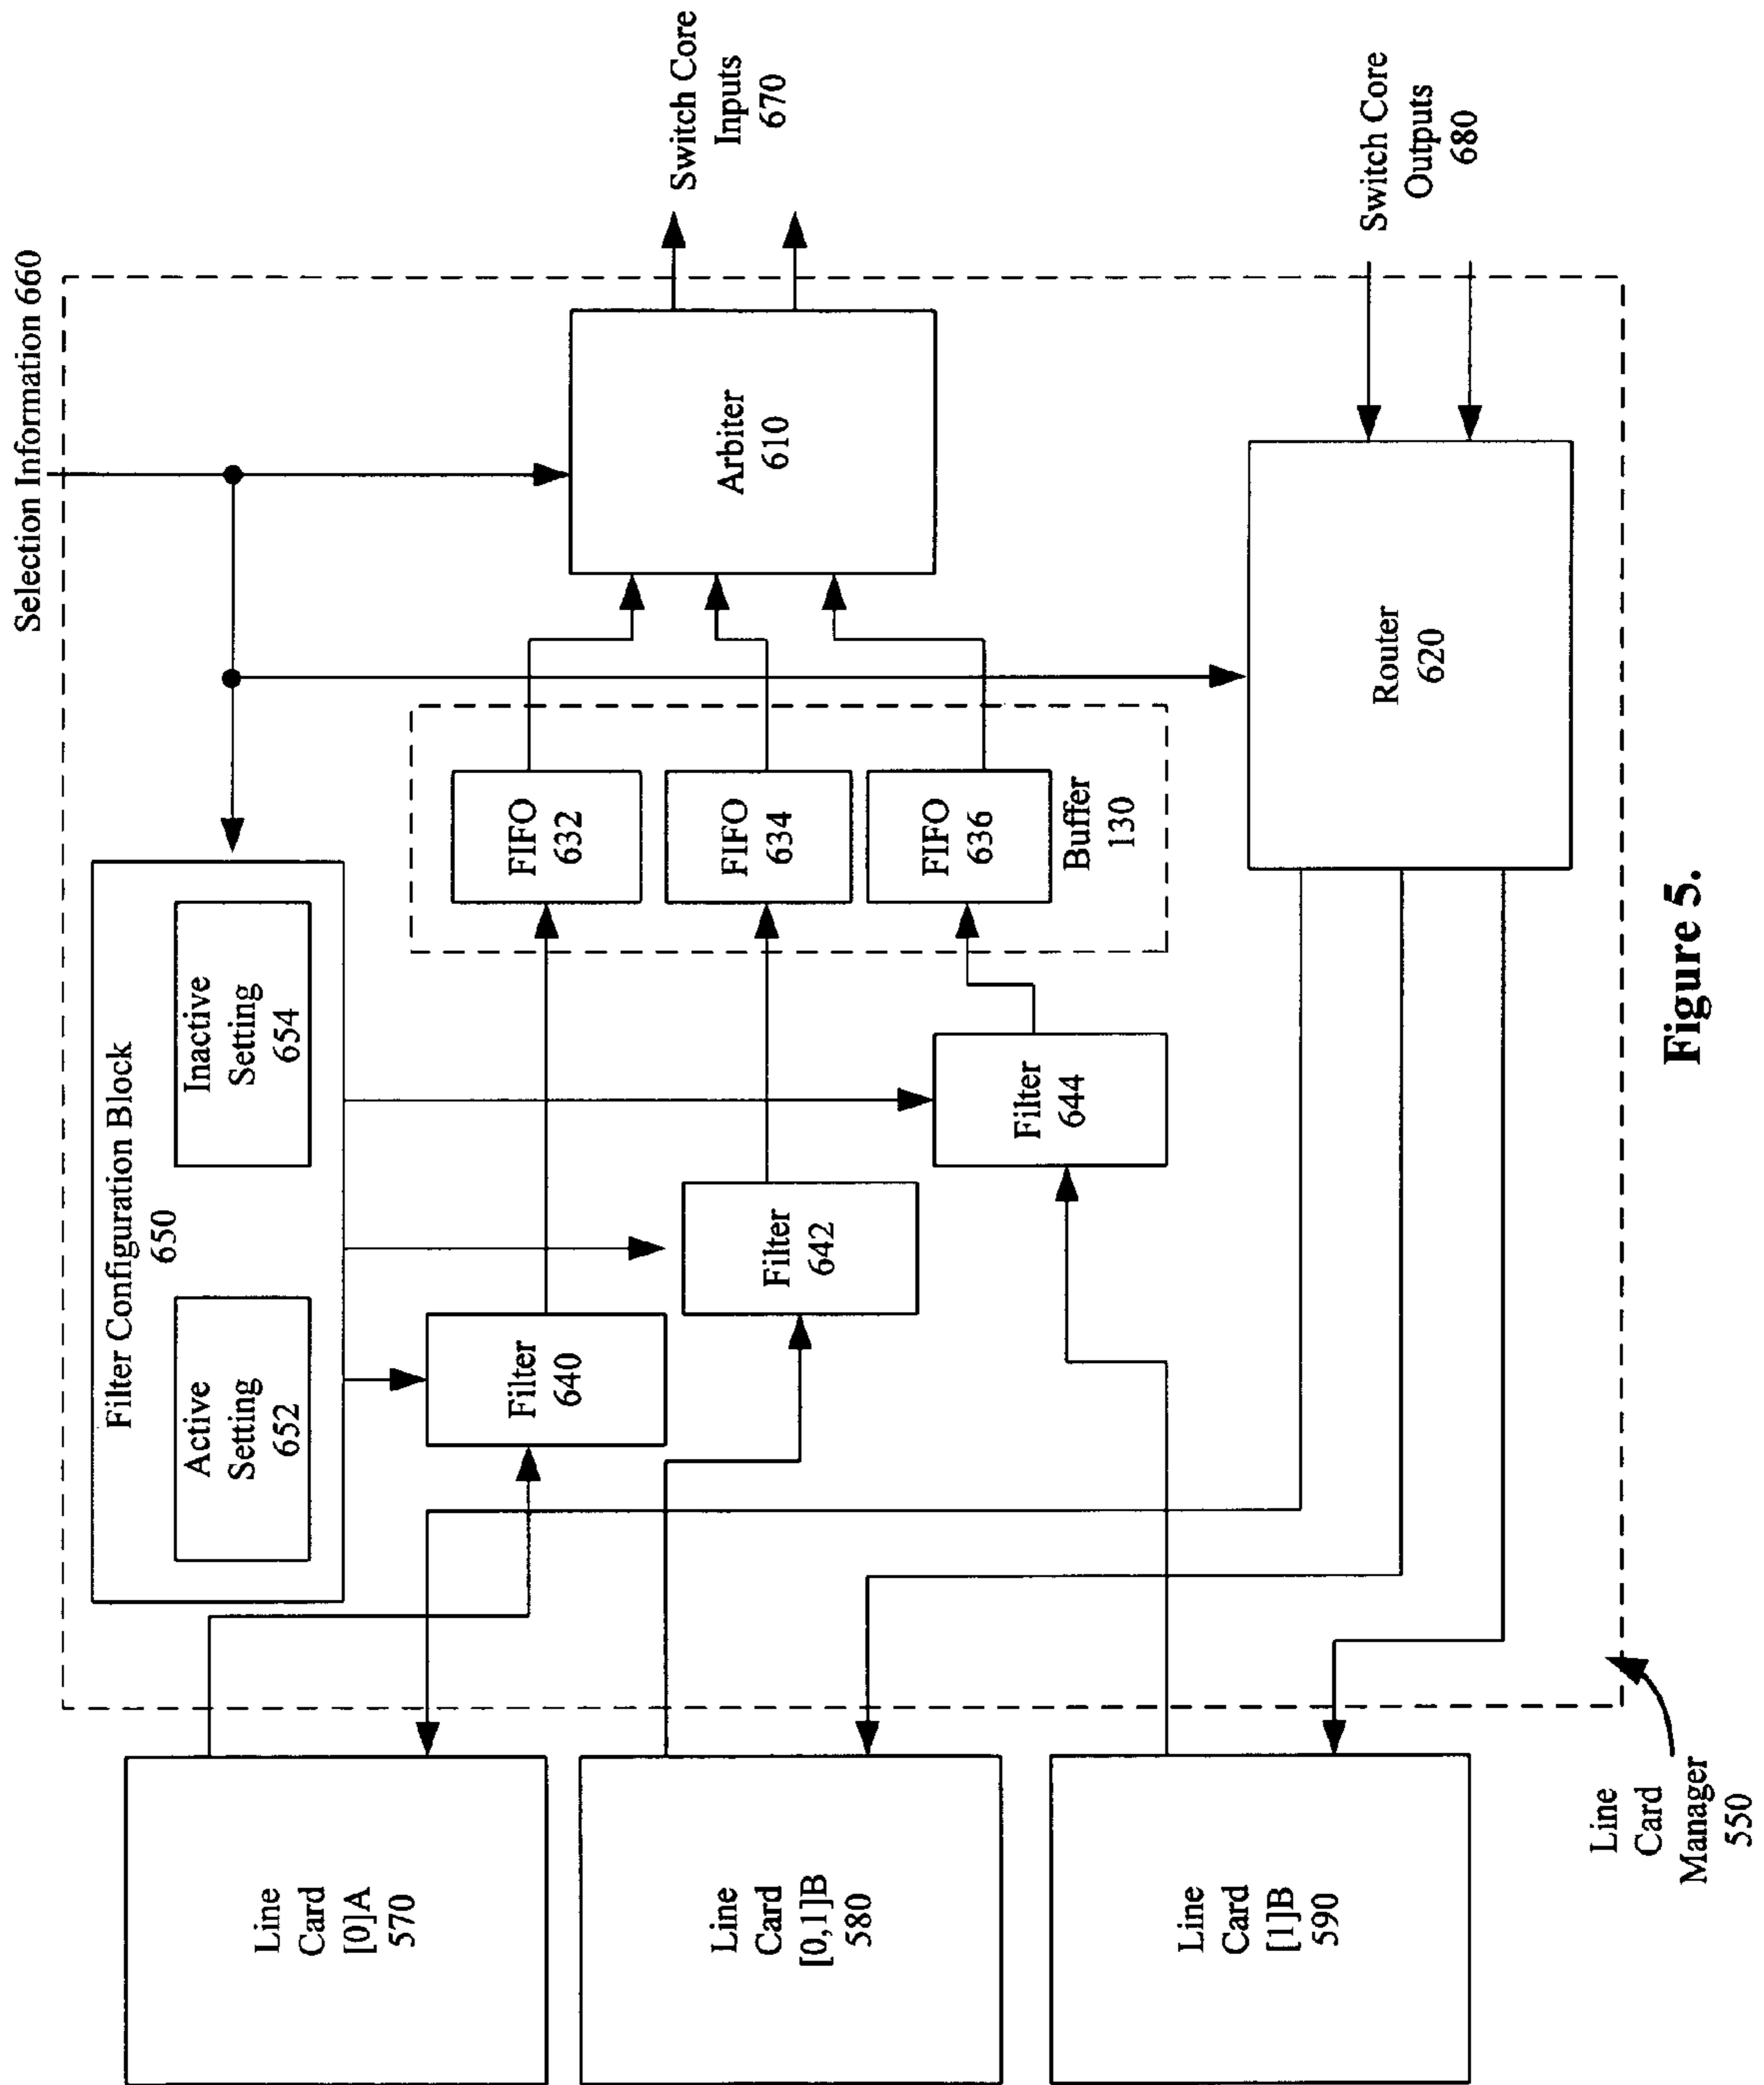 Selection Information 660
Filter Configuration Block
650
Active
Setting
652
Inactive
Setting
654
Line
Card
[0]A
570
Line
Card
[0,1]B
580
Line
Card
[1]B
590
Filter
640
Filter
642
Filter
644
FIFO
632
FIFO
634
FIFO
636
Buffer
130
Arbiter
610
Router
620
Switch Core
Inputs
670
Switch Core
Outputs
680
Line
Card
Manager
550
Figure 5.